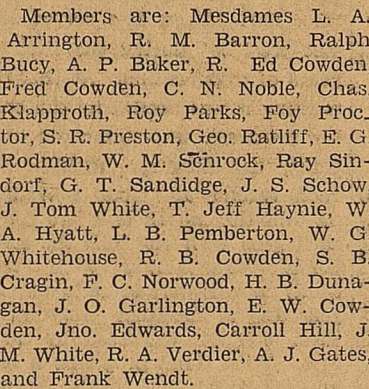 Members are: Mesdames L. A.
Arrington, R. M. Barron, Ralph
Bucy, A. P. Baker, R. Ed Cowden
Fred Cowden, C. N. Noble, Chas
Klapproth, Roy Parks, Foy Proc-
tor, S. R. Preston, Geo. Ratliff, E. G
Rodman, W. M. Schrock, Ray Sin-
dorf, G. T. Sandidge, J. S. Schow
J. Tom White, T. Jeff Haynie, W
A. Hyatt, L. B. Pemberton, W. G
Whitehouse, R. B. Cowden, S. B
Cragin, F. C. Norwood, H. B. Duna-
gan, J. O. Garlington, E. W. Cow-
den, Jno. Edwards, Carroll Hill, J
M. White, R. A. Verdier, A. J. Gates,
and Frank Wendt.